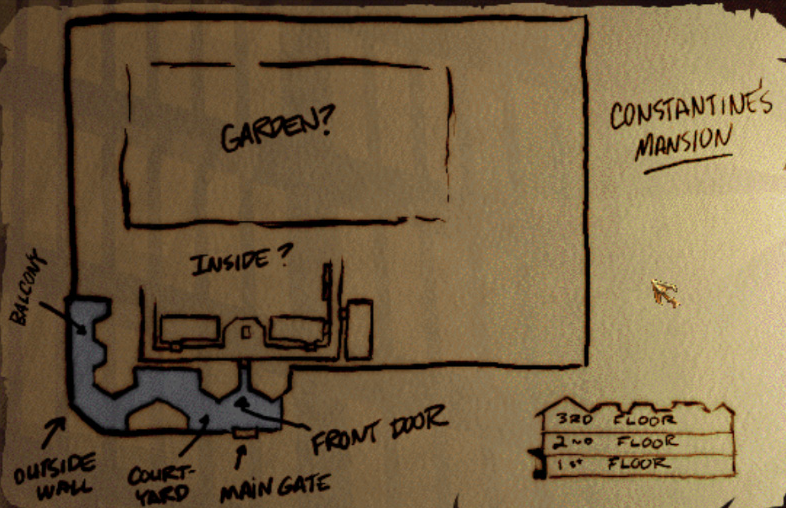 CONSTANTINE'S
MANSION
GARDEN?
INSIDE?
BALCONY
FRONT DOOR
OUTSIDE
WALL
COURT-
YARD
MAIN GATE
3RD FLOOR
2ND FLOOR
1ST FLOOR